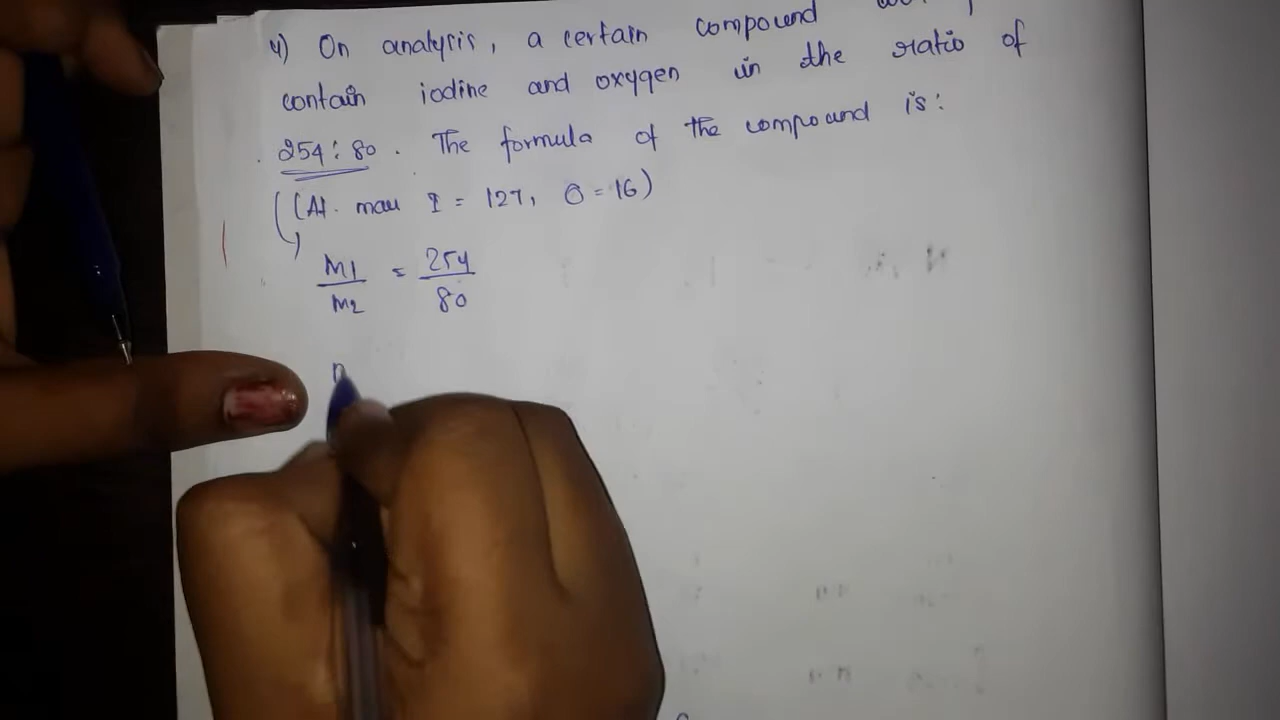 4) On analysis, a certain compound
contain iodine and oxygen in the ratio of
254 : 80 . The formula of the compound is :
(At. mass I = 127, O = 16)
M1 = 254
M2 80
n